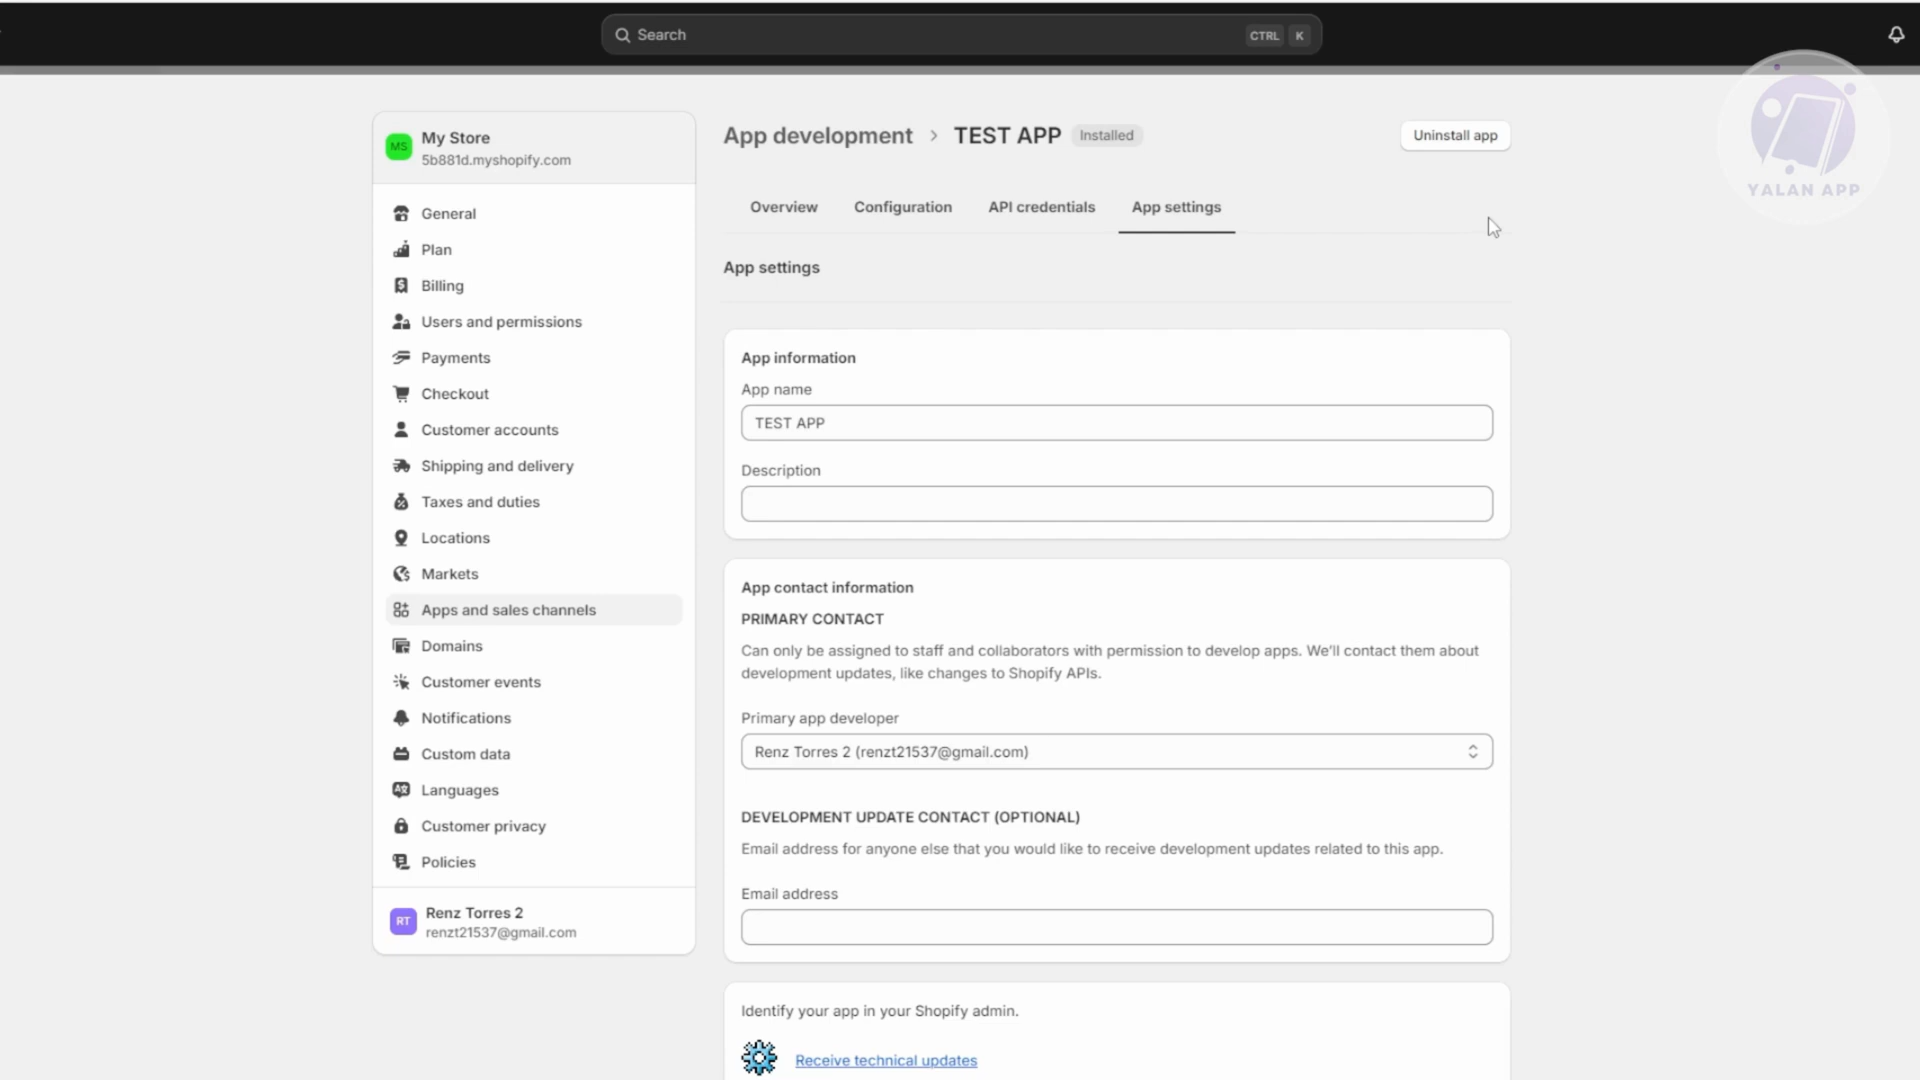 Search
CTRL K
YALAN APP
MS
My Store
5b881d.myshopify.com
General
Plan
Billing
Users and permissions
Payments
Checkout
Customer accounts
Shipping and delivery
Taxes and duties
Locations
Markets
Apps and sales channels
Domains
Customer events
Notifications
Custom data
Languages
Customer privacy
Policies
RT
Renz Torres 2
renzt21537@gmail.com
App development › TEST APP Installed
Uninstall app
Overview Configuration API credentials App settings
App settings
App information
App name
TEST APP
Description
App contact information
PRIMARY CONTACT
Can only be assigned to staff and collaborators with permission to develop apps. We'll contact them about
development updates, like changes to Shopify APIs.
Primary app developer
Renz Torres 2 (renzt21537@gmail.com)
DEVELOPMENT UPDATE CONTACT (OPTIONAL)
Email address for anyone else that you would like to receive development updates related to this app.
Email address
Identify your app in your Shopify admin.
Receive technical updates